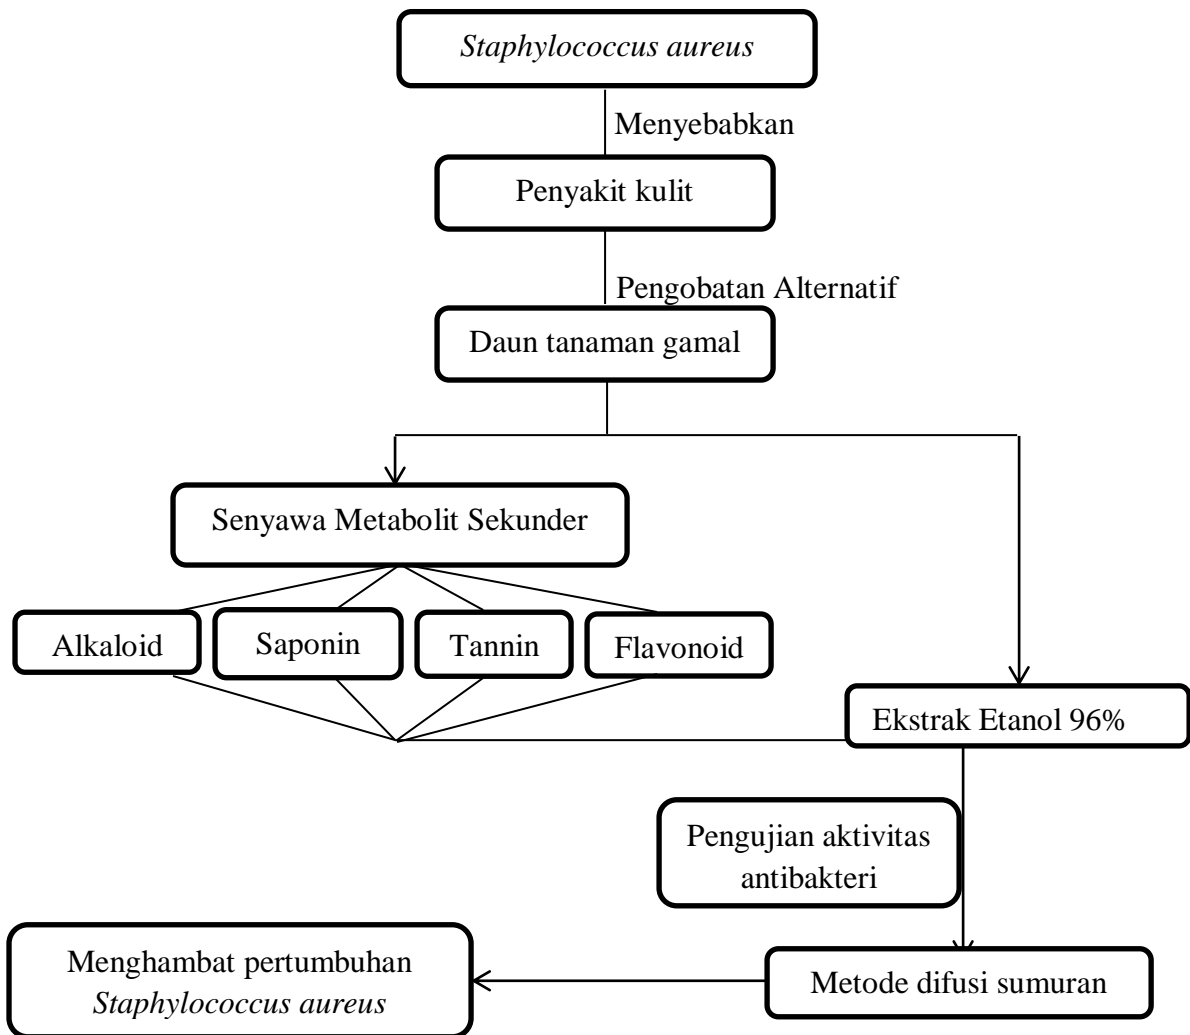 Staphylococcus aureus
Menyebabkan
Penyakit kulit
Pengobatan Alternatif
Daun tanaman gamal
Senyawa Metabolit Sekunder
Alkaloid
Saponin
Tannin
Flavonoid
Ekstrak Etanol 96%
Pengujian aktivitas
antibakteri
Menghambat pertumbuhan
Staphylococcus aureus
Metode difusi sumuran